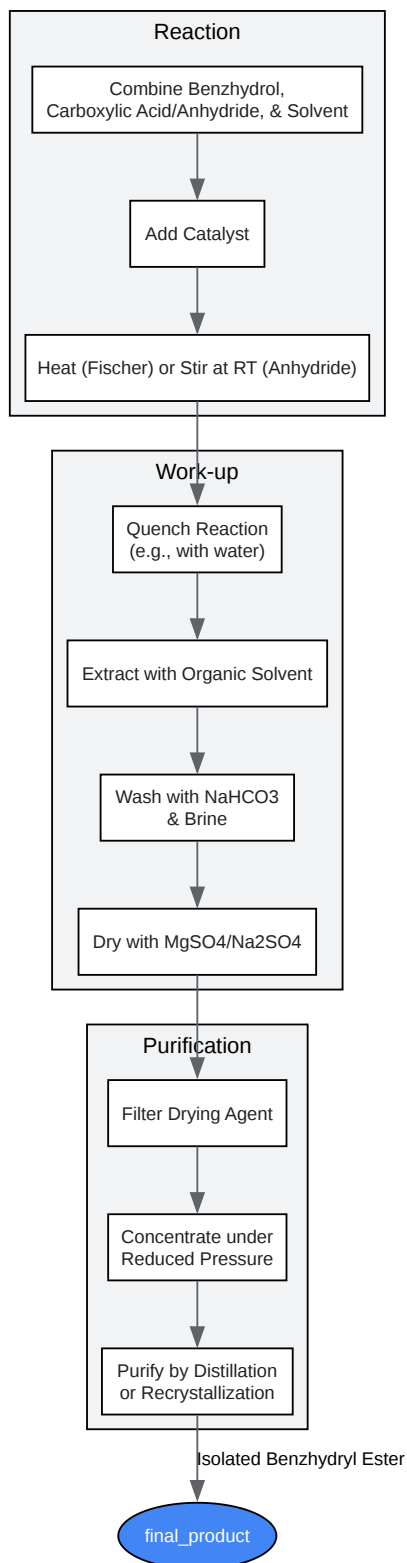 Reaction
Combine Benzhydrol,
Carboxylic Acid/Anhydride, & Solvent
Add Catalyst
Heat (Fischer) or Stir at RT (Anhydride)
Work-up
Quench Reaction
(e.g., with water)
Extract with Organic Solvent
Wash with NaHCO3
& Brine
Dry with MgSO4/Na2SO4
Purification
Filter Drying Agent
Concentrate under
Reduced Pressure
Purify by Distillation
or Recrystallization
Isolated Benzhydryl Ester
final_product